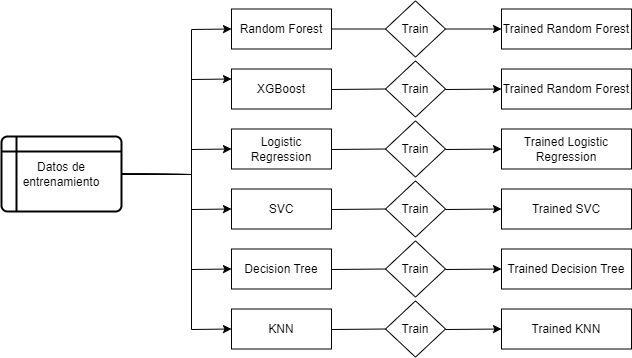 Random Forest
Train
Trained Random Forest
XGBoost
Train
Trained Random Forest
Logistic
Regression
Train
Trained Logistic
Regression
Datos de
entrenamiento
SVC
Train
Trained SVC
Decision Tree
Train
Trained Decision Tree
KNN
Train
Trained KNN